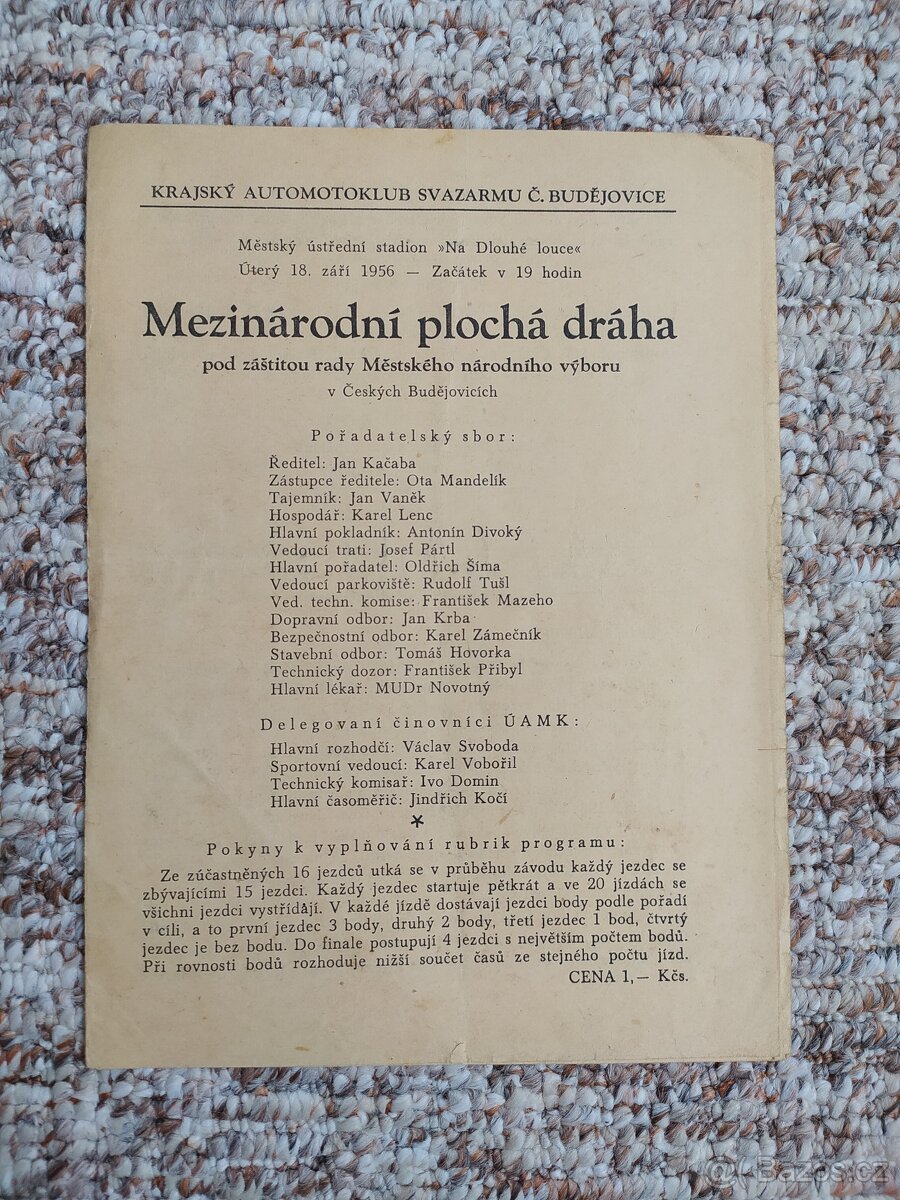 KRAJSKÝ AUTOMOTOKLUB SVAZARMU Č. BUDĚJOVICE
Městský ústřední stadion »Na Dlouhé louce«
Úterý 18. září 1956 — Začátek v 19 hodin
Mezinárodní plochá dráha
pod záštitou rady Městského národního výboru
v Českých Budějovicích
Pořadatelský sbor:
Ředitel: Jan Kačaba
Zástupce ředitele: Ota Mandelík
Tajemník: Jan Vaněk
Hospodář: Karel Lenc
Hlavní pokladník: Antonín Divoký
Vedoucí trati: Josef Pártl
Hlavní pořadatel: Oldřich Šíma
Vedoucí parkoviště: Rudolf Tušl
Ved. techn. komise: František Mazeho
Dopravní odbor: Jan Krba
Bezpečnostní odbor: Karel Zámečník
Stavební odbor: Tomáš Hovorka
Technický dozor: František Přibyl
Hlavní lékař: MUDr Novotný
Delegovaní činovníci ÚAMK:
Hlavní rozhodčí: Václav Svoboda
Sportovní vedoucí: Karel Vobořil
Technický komisař: Ivo Domin
Hlavní časoměřič: Jindřich Kočí
*
Pokyny k vyplňování rubrik programu:
Ze zúčastněných 16 jezdců utká se v průběhu závodu každý jezdec se
zbývajícími 15 jezdci. Každý jezdec startuje pětkrát a ve 20 jízdách se
všichni jezdci vystřídají. V každé jízdě dostávají jezdci body podle pořadí
v cíli, a to první jezdec 3 body, druhý 2 body, třetí jezdec 1 bod, čtvrtý
jezdec je bez bodu. Do finale postupují 4 jezdci s největším počtem bodů.
Při rovnosti bodů rozhoduje nižší součet časů ze stejného počtu jízd.
CENA 1,— Kčs.
Bazoš.cz